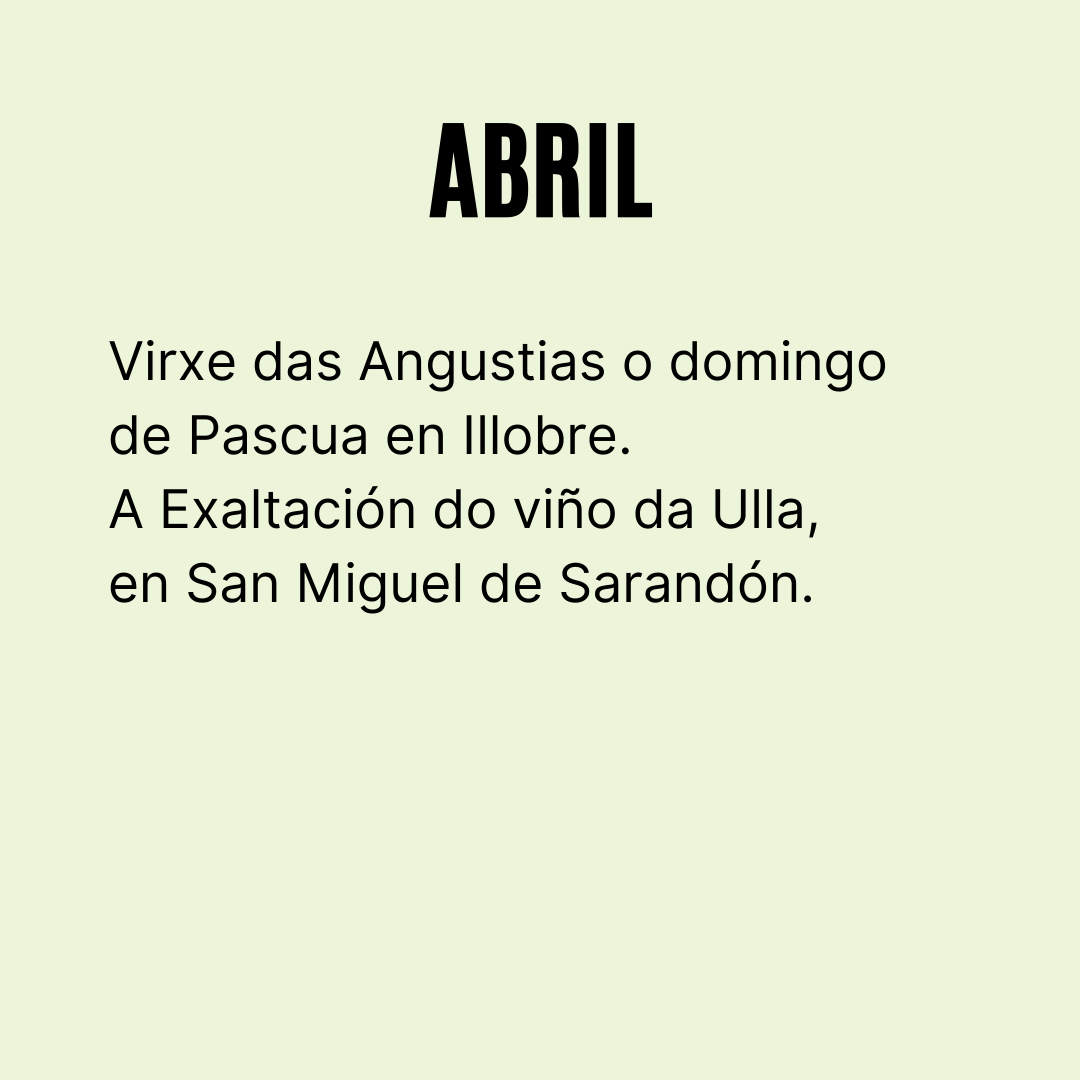 ABRIL
Virxe das Angustias o domingo
de Pascua en Illobre.
A Exaltación do viño da Ulla,
en San Miguel de Sarandón.